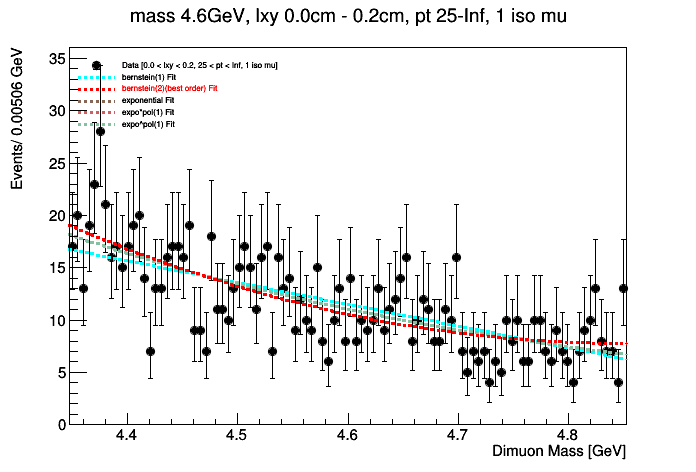 mass 4.6GeV, lxy 0.0cm - 0.2cm, pt 25-Inf, 1 iso mu
Events/ 0.00506 GeV
35
30
25
20
15
10
5
0
Data [0.0 < lxy < 0.2, 25 < pt < Inf, 1 iso mu]
bernstein(1) Fit
bernstein(2)(best order) Fit
exponential Fit
expo*pol(1) Fit
expo^pol(1) Fit
4.4 4.5 4.6 4.7 4.8
Dimuon Mass [GeV]